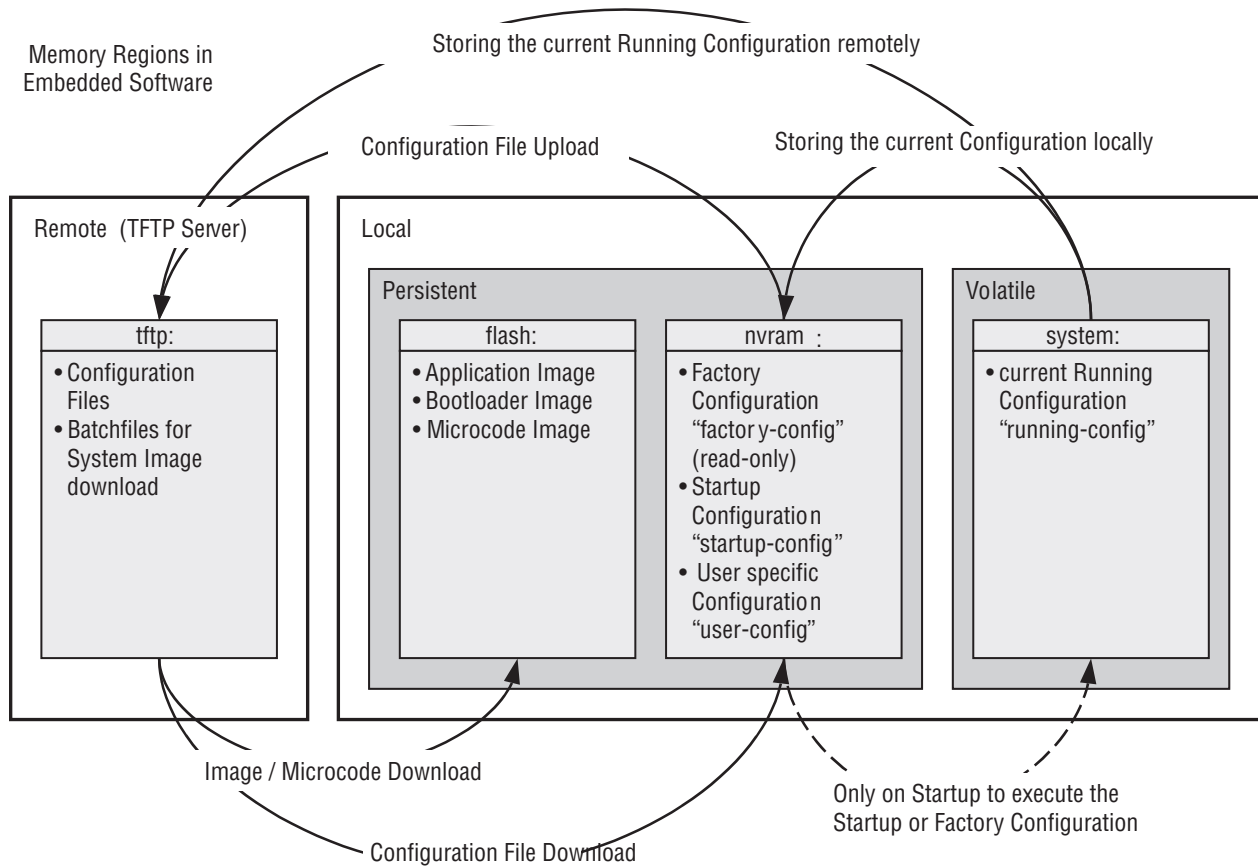 Memory Regions in
Embedded Software
Storing the current Running Configuration remotely
Configuration File Upload
Storing the current Configuration locally
Remote (TFTP Server)
Local
Persistent
Volatile
tftp:
• Configuration
Files
• Batchfiles for
System Image
download
flash:
• Application Image
• Bootloader Image
• Microcode Image
nvram :
• Factory
Configuration
“factory-config”
(read-only)
• Startup
Configuration
“startup-config”
• User specific
Configuration
“user-config”
system:
• current Running
Configuration
“running-config”
Image / Microcode Download
Configuration File Download
Only on Startup to execute the
Startup or Factory Configuration